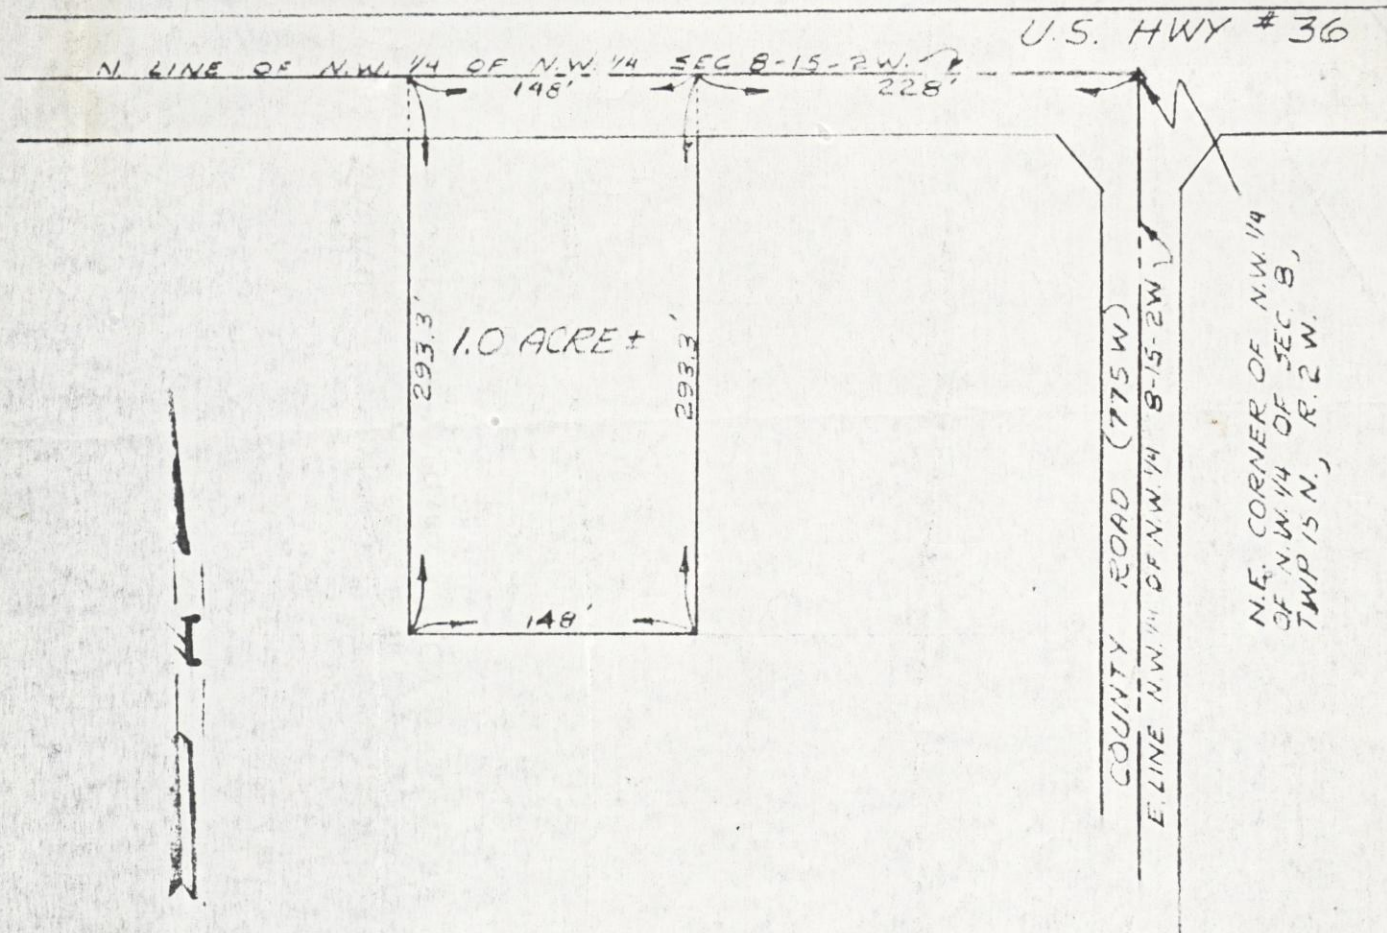 U.S. HWY # 36
N. LINE OF N.W. 1/4 OF N.W. 1/4 SEC 8-15-2W.
148'
228'
293.3'
1.0 ACRE ±
293.3'
148'
COUNTY ROAD (775 W)
E. LINE N.W. 1/4 OF N.W. 1/4 8-15-2W
N.E. CORNER OF N.W. 1/4
OF N.W. 1/4 OF SEC 8,
TWP 15 N., R. 2 W.
N